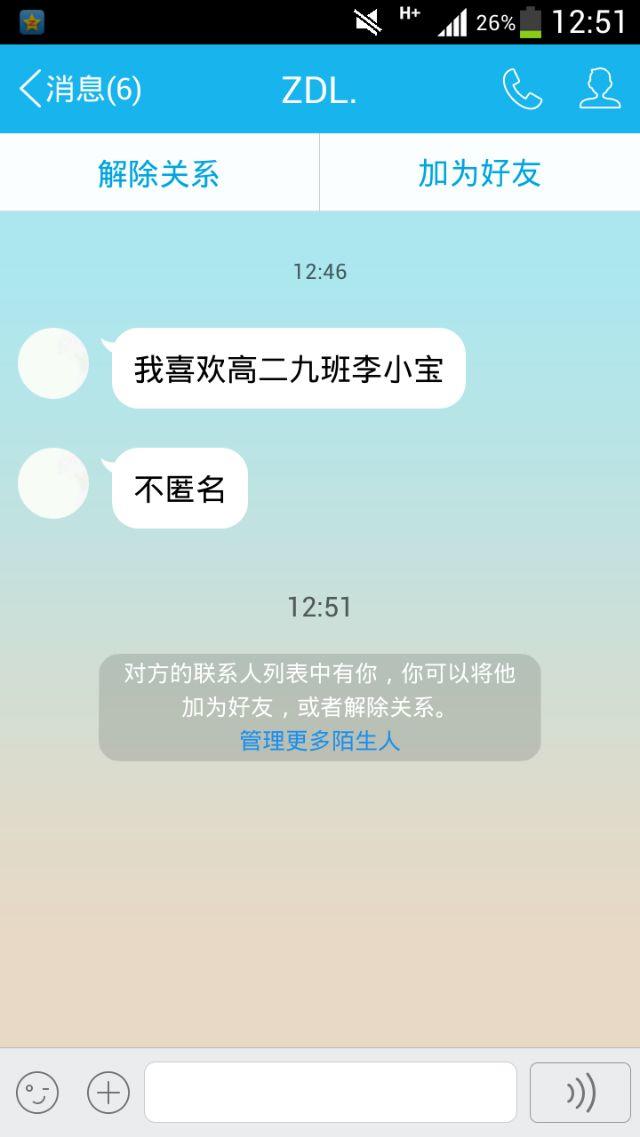 H+ 26% 12:51
消息(6) ZDL.
解除关系 加为好友
12:46
我喜欢高二九班李小宝
不匿名
12:51
对方的联系人列表中有你，你可以将他
加为好友，或者解除关系。
管理更多陌生人